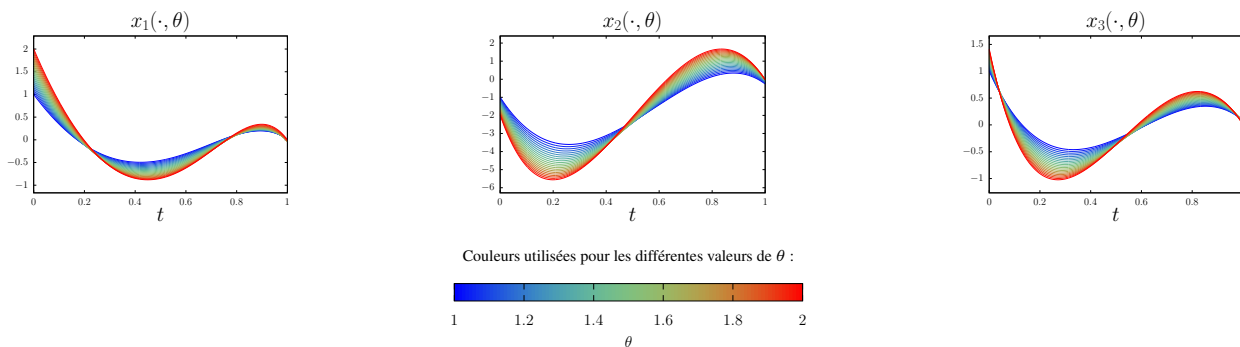 x₁(·, θ)
2
1.5
1
0.5
0
−0.5
−1
0 0.2 0.4 0.6 0.8 1
t
x₂(·, θ)
2
1
0
−1
−2
−3
−4
−5
−6
0 0.2 0.4 0.6 0.8 1
t
x₃(·, θ)
1.5
1
0.5
0
−0.5
−1
0 0.2 0.4 0.6 0.8 1
t
Couleurs utilisées pour les différentes valeurs de θ :
1 1.2 1.4 1.6 1.8 2
θ